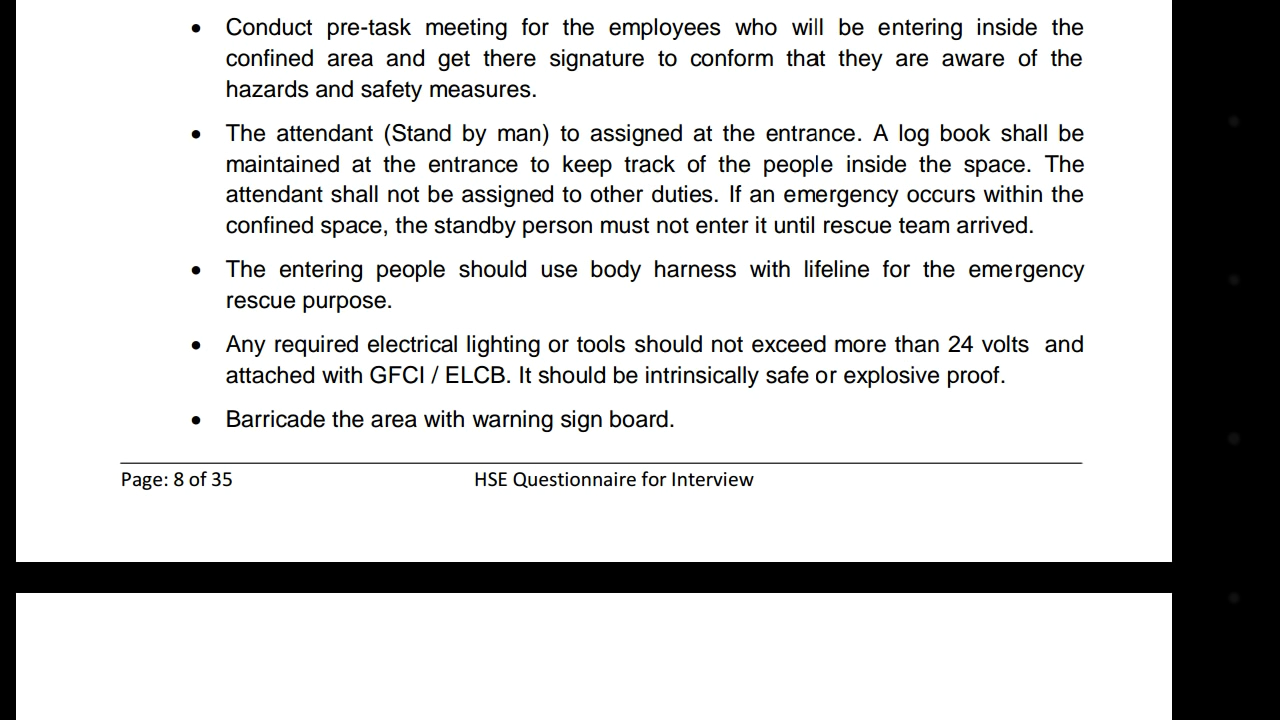 • Conduct pre-task meeting for the employees who will be entering inside the
confined area and get there signature to conform that they are aware of the
hazards and safety measures.
• The attendant (Stand by man) to assigned at the entrance. A log book shall be
maintained at the entrance to keep track of the people inside the space. The
attendant shall not be assigned to other duties. If an emergency occurs within the
confined space, the standby person must not enter it until rescue team arrived.
• The entering people should use body harness with lifeline for the emergency
rescue purpose.
• Any required electrical lighting or tools should not exceed more than 24 volts and
attached with GFCI / ELCB. It should be intrinsically safe or explosive proof.
• Barricade the area with warning sign board.
Page: 8 of 35 HSE Questionnaire for Interview